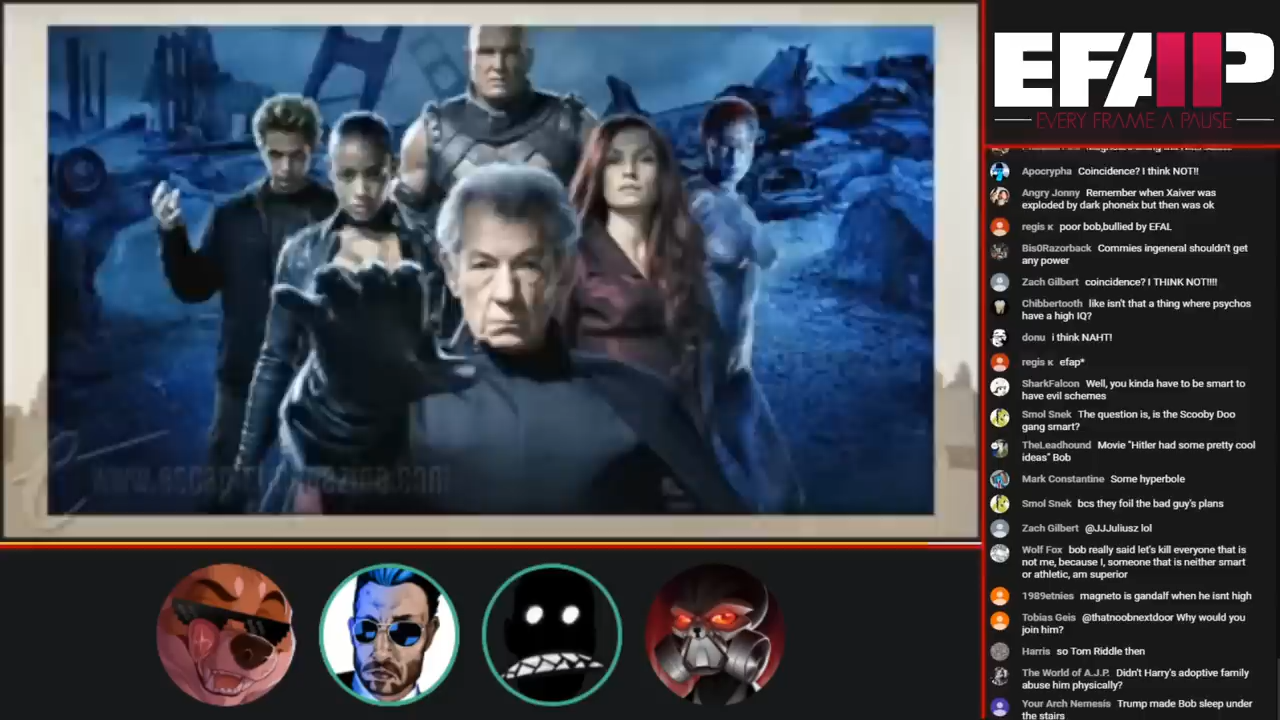 EFAP
EVERY FRAME A PAUSE
Apocrypha Coincidence? I think NOT!!
Angry Jonny Remember when Xaiver was
exploded by dark phoneix but then was ok
regis к poor bob,bullied by EFAL
Bis0Razorback Commies ingeneral shouldn't get
any power
Zach Gilbert coincidence? I THINK NOT!!!!
Chibbertooth like isn't that a thing where psychos
have a high IQ?
donu i think NAHT!
regis к efap*
SharkFalcon Well, you kinda have to be smart to
have evil schemes
Smol Snek The question is, is the Scooby Doo
gang smart?
TheLeadhound Movie "Hitler had some pretty cool
ideas" Bob
Mark Constantine Some hyperbole
Smol Snek bcs they foil the bad guy's plans
Zach Gilbert @JJJuliusz lol
Wolf Fox bob really said let's kill everyone that is
not me, because I, someone that is neither smart
or athletic, am superior
1989etnies magneto is gandalf when he isnt high
Tobias Geis @thatnoobnextdoor Why would you
join him?
Harris so Tom Riddle then
The World of A.J.P. Didn't Harry's adoptive family
abuse him physically?
Your Arch Nemesis Trump made Bob sleep under
the stairs